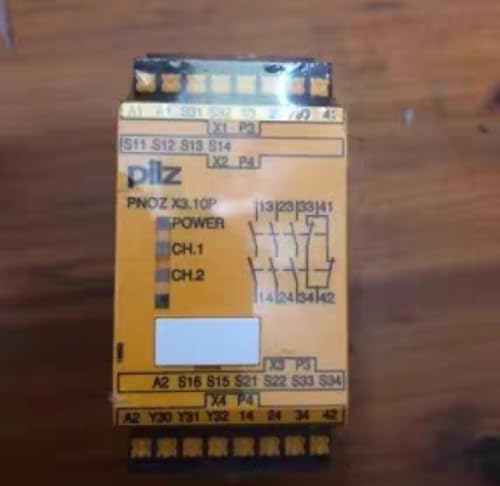 A1 A1 S31 S32 13
X1 P3
S11 S12 S13 S14
X2 P4
pilz
PNOZ X3.10P
13 23 33 41
POWER
CH.1
CH.2
14 24 34 42
X3 P3
A2 S16 S15 S21 S22 S33 S34
X4 P4
A2 Y30 Y31 Y32 14 24 34 42